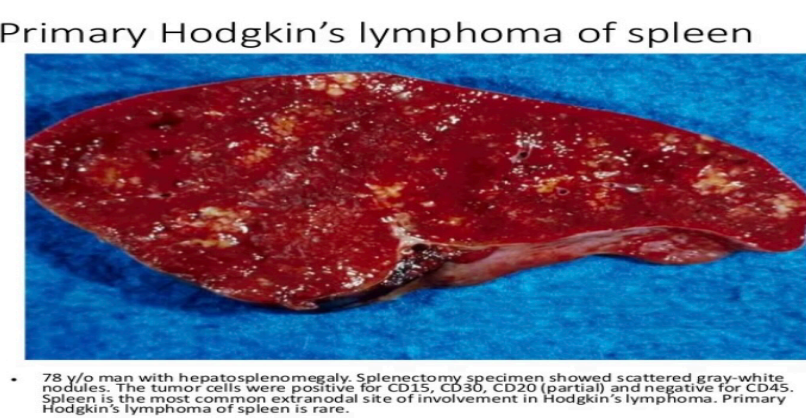 Primary Hodgkin’s lymphoma of spleen
• 78 y/o man with hepatosplenomegaly. Splenectomy specimen showed scattered gray-white
nodules. The tumor cells were positive for CD15, CD30, CD20 (partial) and negative for CD45.
Spleen is the most common extranodal site of involvement in Hodgkin’s lymphoma. Primary
Hodgkin’s lymphoma of spleen is rare.